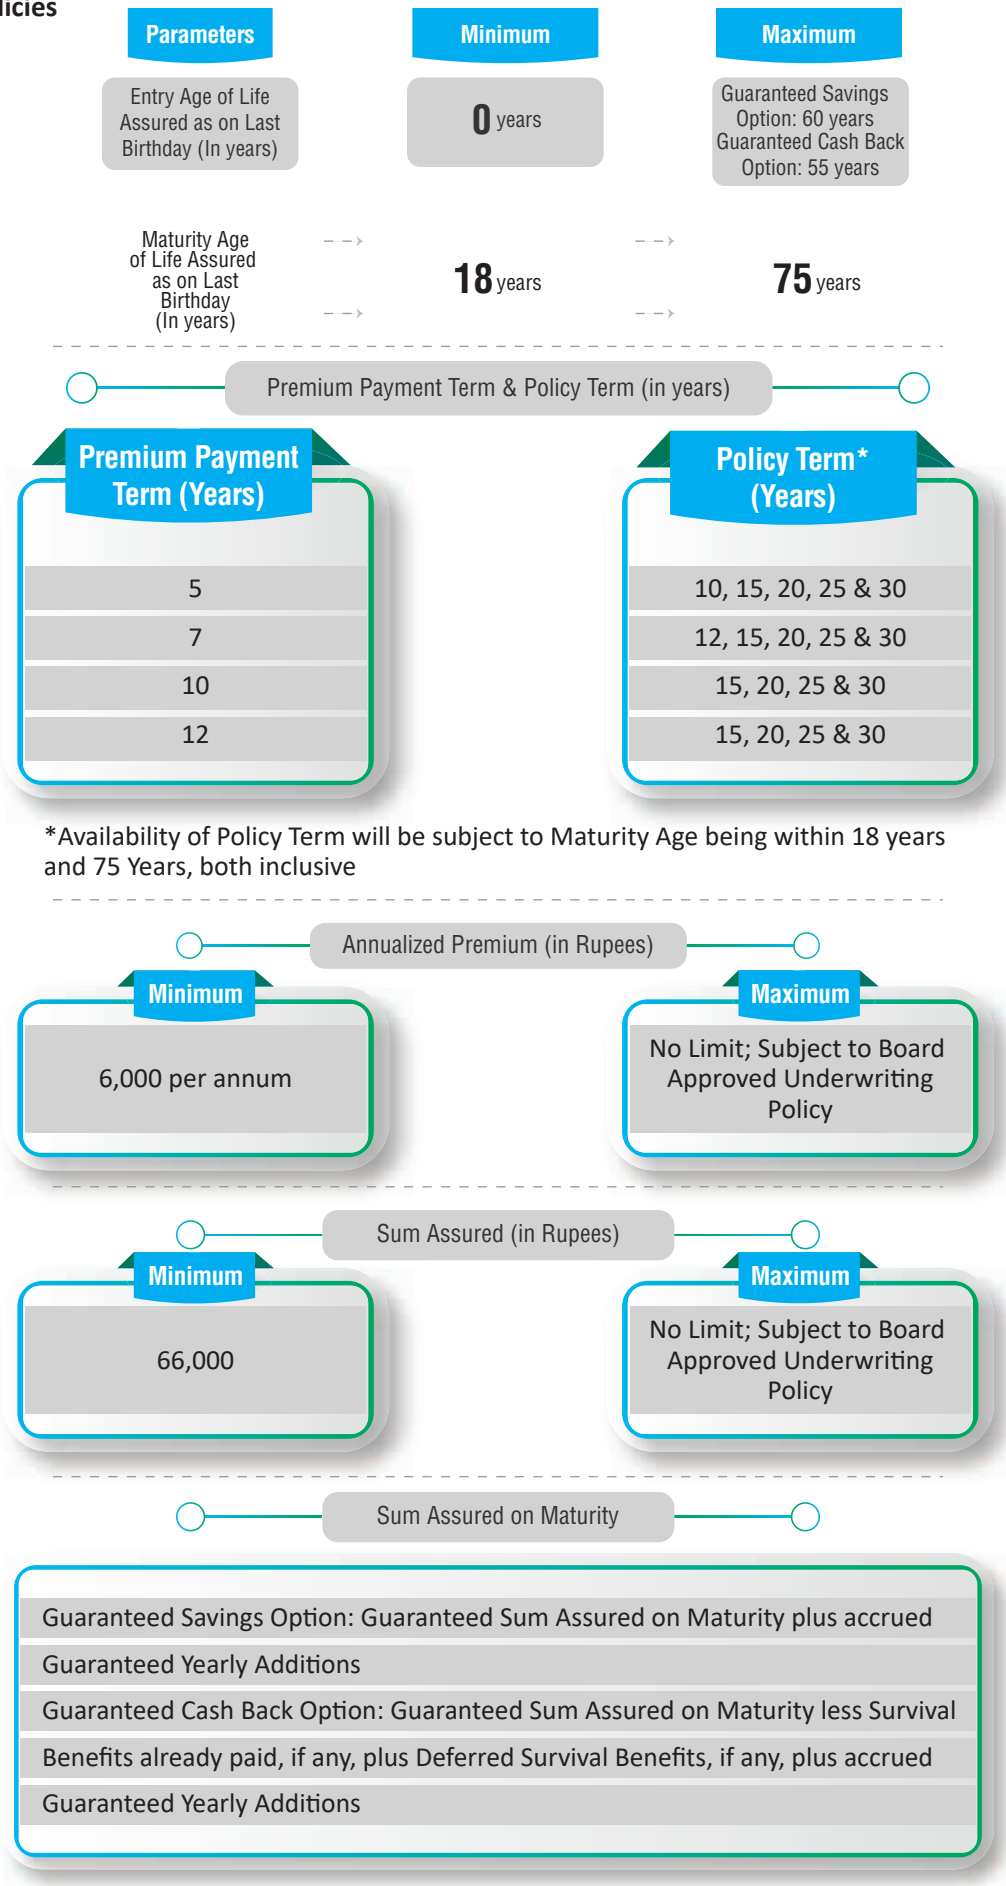 licies
Parameters
Minimum
Maximum
Entry Age of Life
Assured as on Last
Birthday (In years)
0 years
Guaranteed Savings
Option: 60 years
Guaranteed Cash Back
Option: 55 years
Maturity Age
of Life Assured
as on Last
Birthday
(In years)
18 years
75 years
Premium Payment Term & Policy Term (in years)
Premium Payment
Term (Years)
Policy Term*
(Years)
5
10, 15, 20, 25 & 30
7
12, 15, 20, 25 & 30
10
15, 20, 25 & 30
12
15, 20, 25 & 30
*Availability of Policy Term will be subject to Maturity Age being within 18 years
and 75 Years, both inclusive
Annualized Premium (in Rupees)
Minimum
Maximum
6,000 per annum
No Limit; Subject to Board
Approved Underwriting
Policy
Sum Assured (in Rupees)
Minimum
Maximum
66,000
No Limit; Subject to Board
Approved Underwriting
Policy
Sum Assured on Maturity
Guaranteed Savings Option: Guaranteed Sum Assured on Maturity plus accrued
Guaranteed Yearly Additions
Guaranteed Cash Back Option: Guaranteed Sum Assured on Maturity less Survival
Benefits already paid, if any, plus Deferred Survival Benefits, if any, plus accrued
Guaranteed Yearly Additions